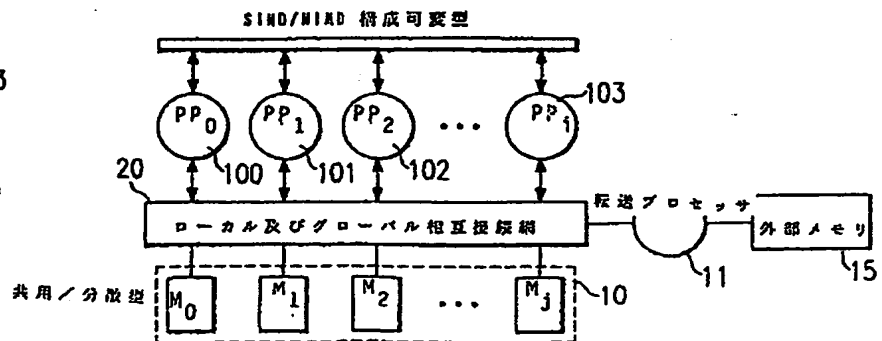 SIMD/MIMD 構成可変型
3
PP0 PP1 PP2 ... PPi 103
100 101 102
20
転送プロセッサ
ローカル及びグローバル相互接続網
外部メモリ
11 15
共用/分散型 M0 M1 M2 ... Mj 10